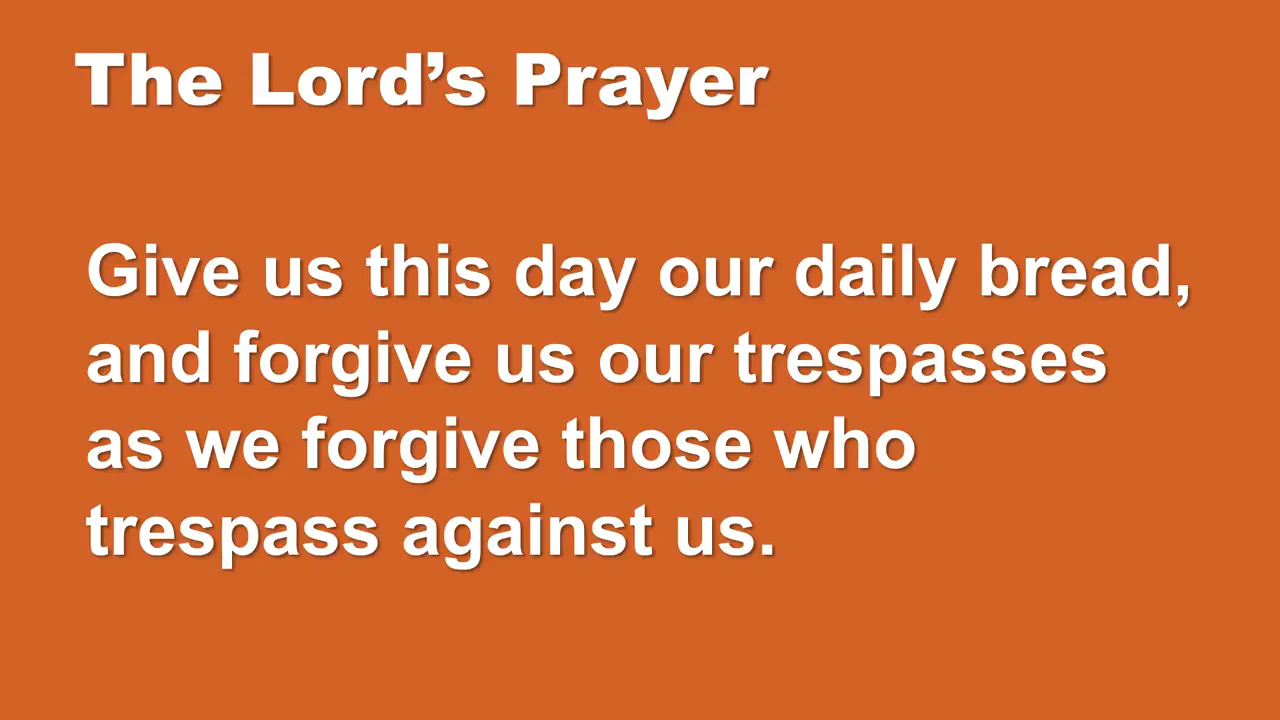 The Lord’s Prayer
Give us this day our daily bread,
and forgive us our trespasses
as we forgive those who
trespass against us.